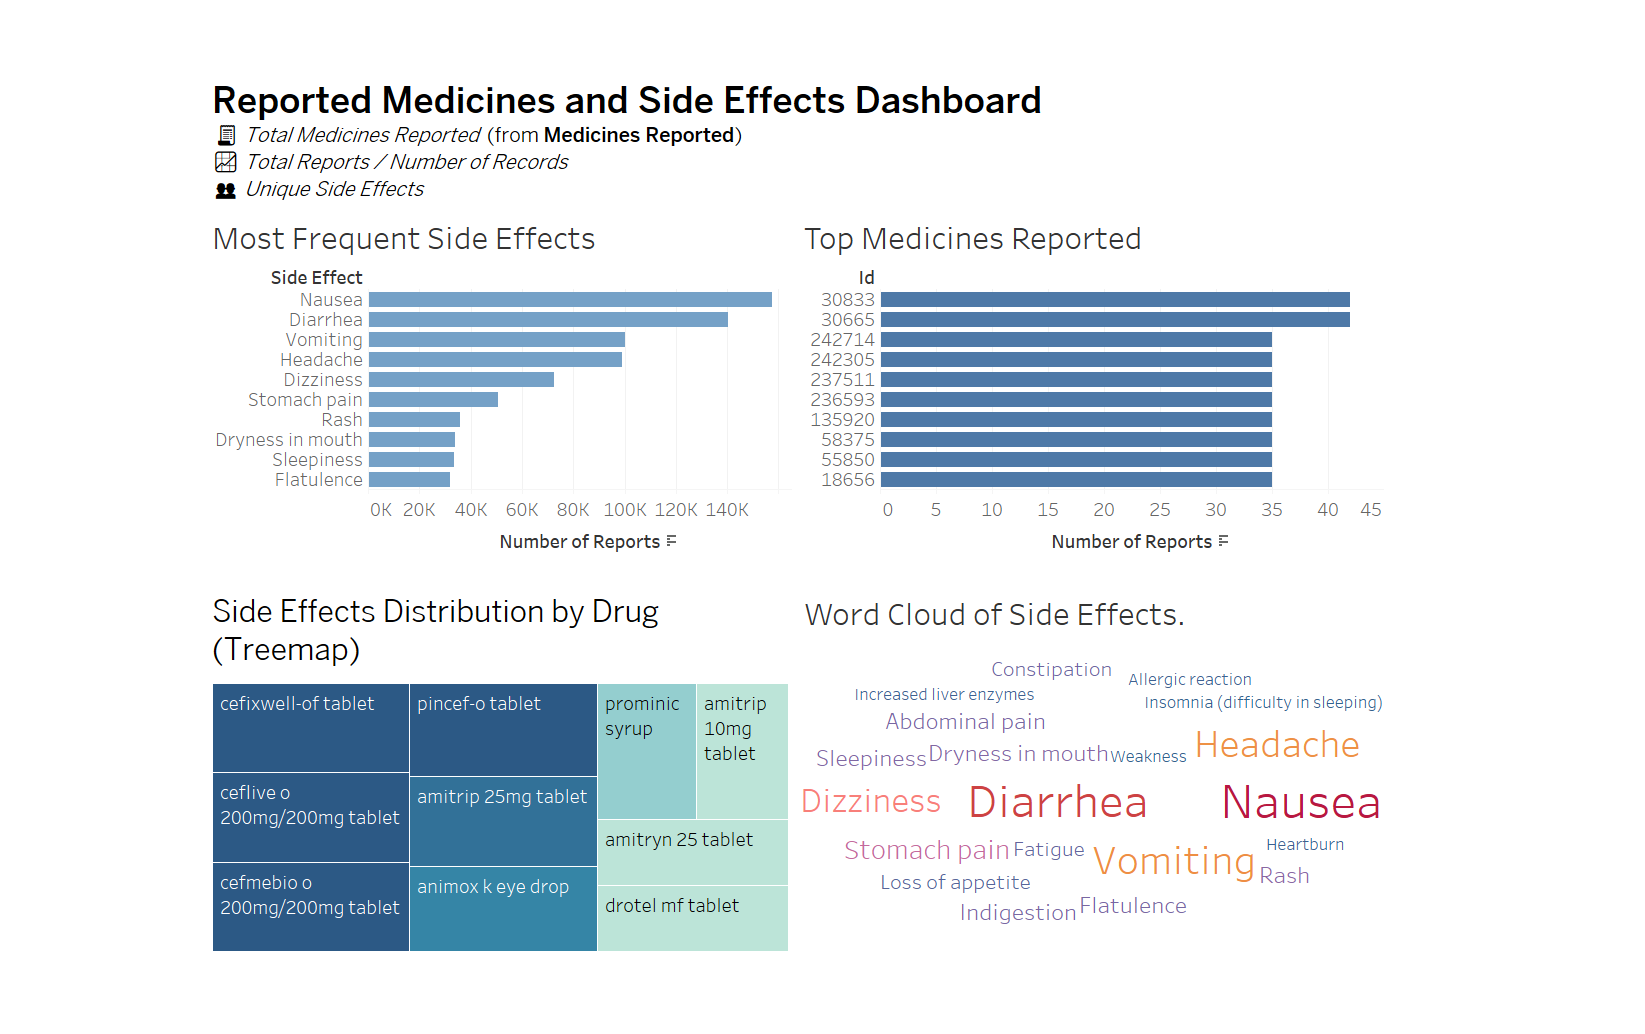 Reported Medicines and Side Effects Dashboard
Total Medicines Reported (from Medicines Reported)
Total Reports / Number of Records
Unique Side Effects
Most Frequent Side Effects
Side Effect
Nausea
Diarrhea
Vomiting
Headache
Dizziness
Stomach pain
Rash
Dryness in mouth
Sleepiness
Flatulence
0K 20K 40K 60K 80K 100K 120K 140K
Number of Reports
Top Medicines Reported
Id
30833
30665
242714
242305
237511
236593
135920
58375
55850
18656
0 5 10 15 20 25 30 35 40 45
Number of Reports
Side Effects Distribution by Drug
(Treemap)
cefixwell-of tablet
ceflive o
200mg/200mg tablet
cefmebio o
200mg/200mg tablet
pincef-o tablet
amitrip 25mg tablet
animox k eye drop
prominic
syrup
amitrip
10mg
tablet
amitryn 25 tablet
drotel mf tablet
Word Cloud of Side Effects.
Constipation
Allergic reaction
Increased liver enzymes
Insomnia (difficulty in sleeping)
Abdominal pain
Headache
Sleepiness
Dryness in mouth
Weakness
Dizziness
Diarrhea
Nausea
Stomach pain
Fatigue
Vomiting
Heartburn
Rash
Loss of appetite
Indigestion
Flatulence